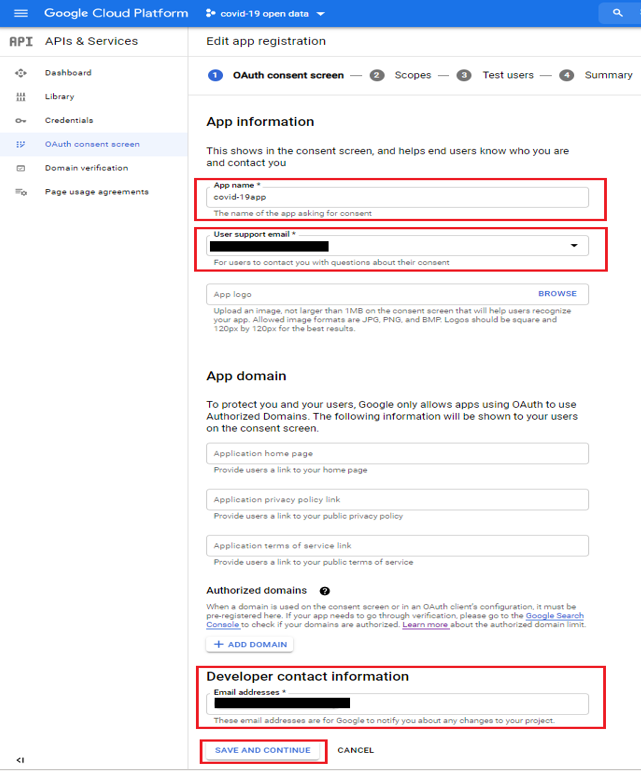 Google Cloud Platform
covid-19 open data
API APIs & Services
Edit app registration
Dashboard
Library
Credentials
OAuth consent screen
Domain verification
Page usage agreements
1 OAuth consent screen — 2 Scopes — 3 Test users — 4 Summary
App information
This shows in the consent screen, and helps end users know who you are
and contact you
App name *
covid-19app
The name of the app asking for consent
User support email *
For users to contact you with questions about their consent
App logo
BROWSE
Upload an image, not larger than 1MB on the consent screen that will help users recognize
your app. Allowed image formats are JPG, PNG, and BMP. Logos should be square and
120px by 120px for the best results.
App domain
To protect you and your users, Google only allows apps using OAuth to use
Authorized Domains. The following information will be shown to your users
on the consent screen.
Application home page
Provide users a link to your home page
Application privacy policy link
Provide users a link to your public privacy policy
Application terms of service link
Provide users a link to your public terms of service
Authorized domains ?
When a domain is used on the consent screen or in an OAuth client's configuration, it must be
pre-registered here. If your app needs to go through verification, please go to the Google Search
Console to check if your domains are authorized. Learn more about the authorized domain limit.
+ ADD DOMAIN
Developer contact information
Email addresses *
These email addresses are for Google to notify you about any changes to your project.
SAVE AND CONTINUE
CANCEL